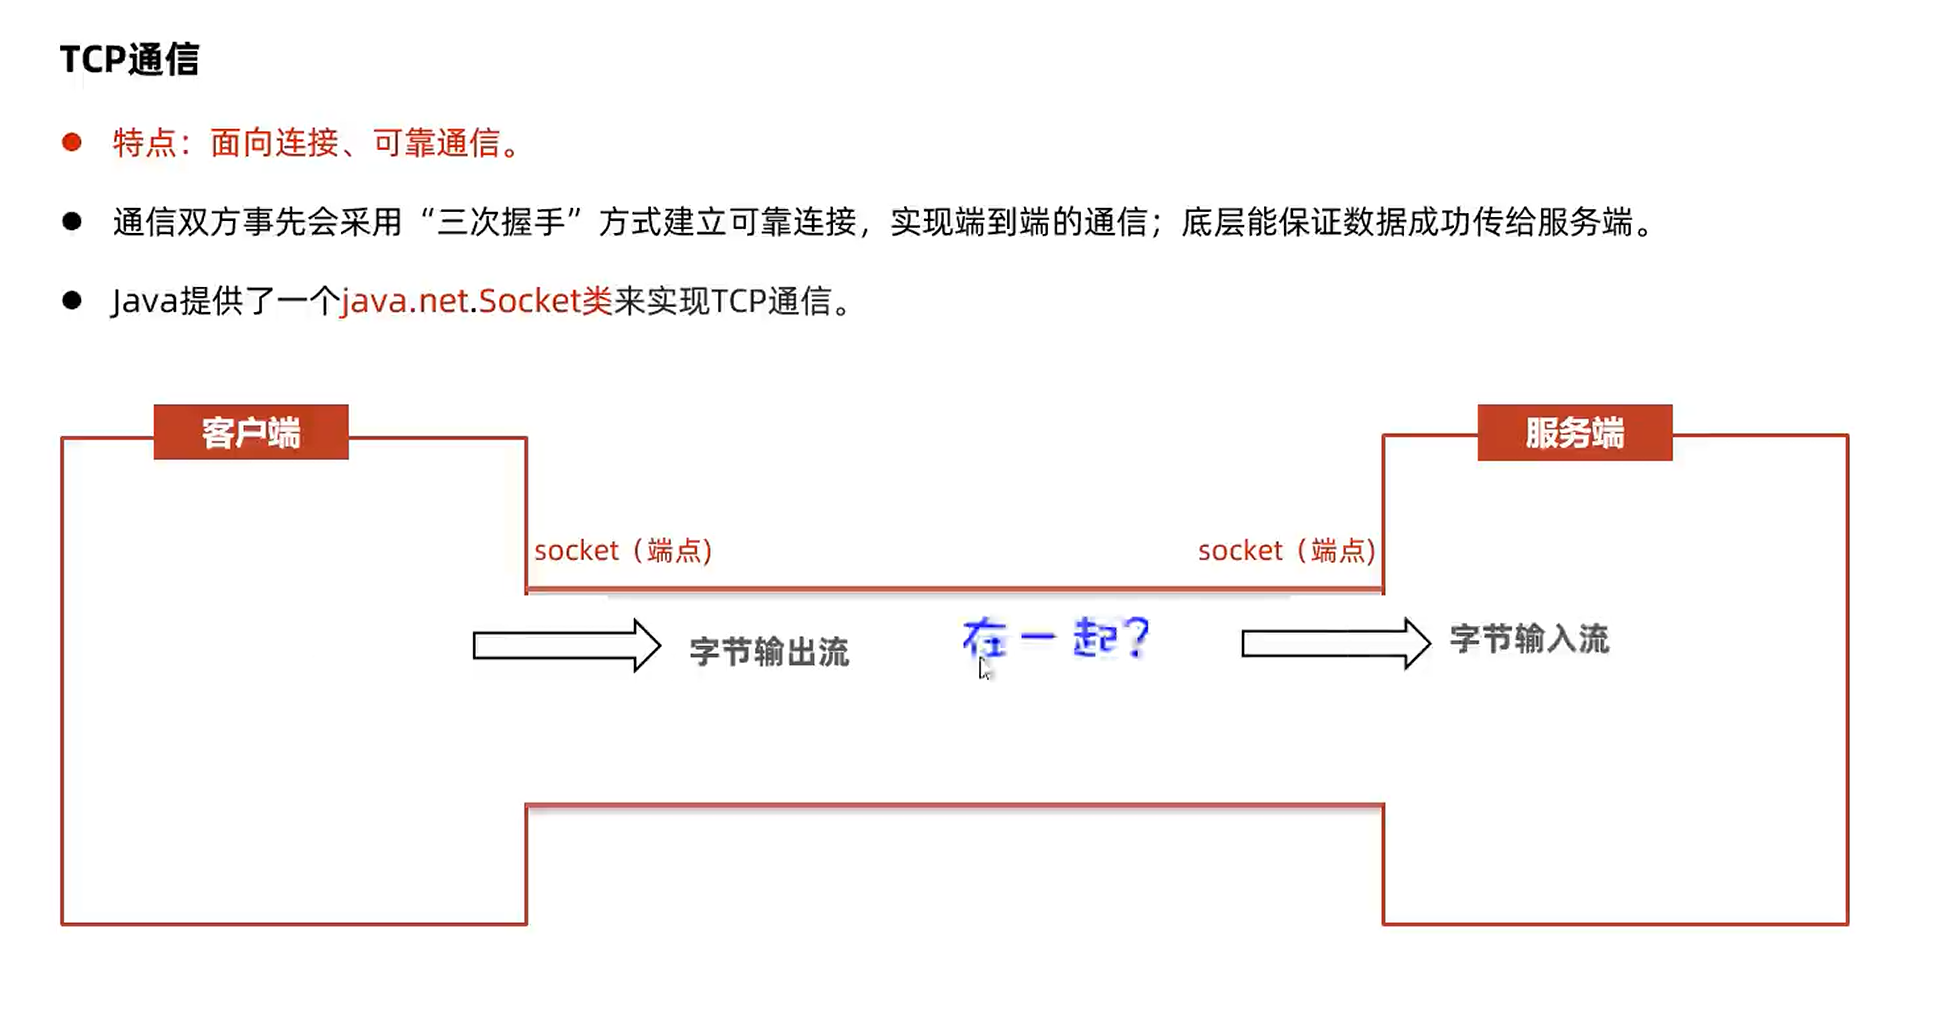 TCP通信
特点：面向连接、可靠通信。
通信双方事先会采用“三次握手”方式建立可靠连接，实现端到端的通信；底层能保证数据成功传给服务端。
Java提供了一个java.net.Socket类来实现TCP通信。
客户端
服务端
socket（端点)
socket（端点)
字节输出流
在一起?
字节输入流